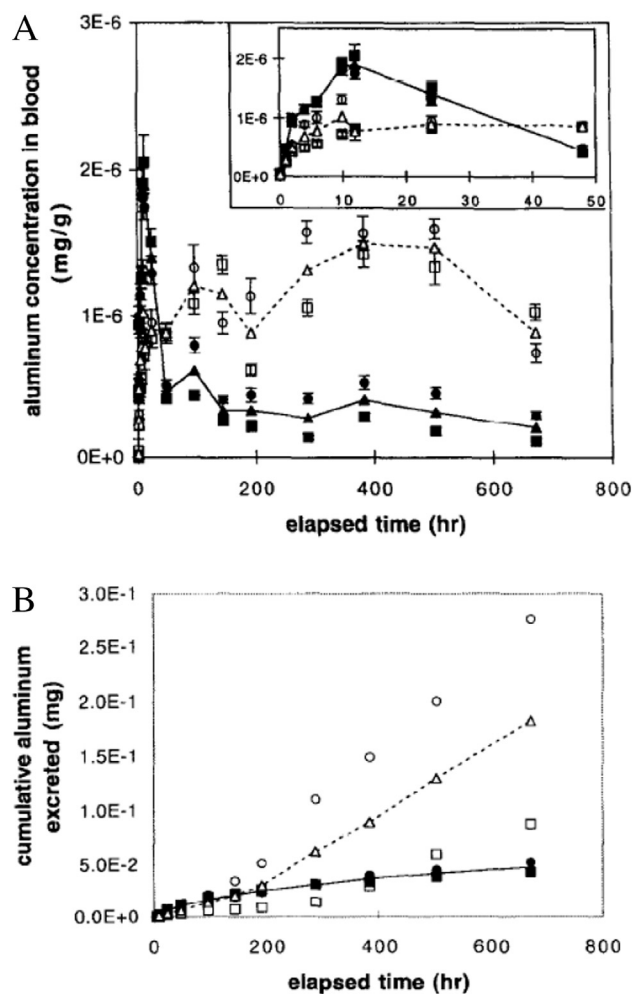 A
aluminum concentration in blood
(mg/g)
3E-6
2E-6
1E-6
0E+0
2E-6
1E-6
0E+0
0 10 20 30 40 50
0 200 400 600 800
elapsed time (hr)
B
cumulative aluminum
excreted (mg)
3.0E-1
2.5E-1
2.0E-1
1.5E-1
1.0E-1
5.0E-2
0.0E+0
0 200 400 600 800
elapsed time (hr)